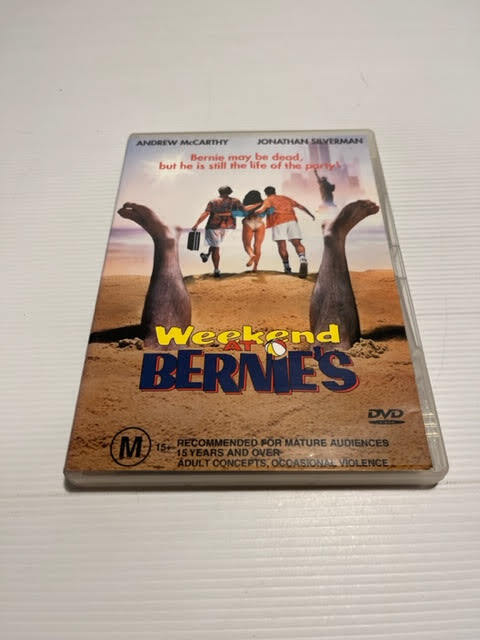 ANDREW McCARTHY JONATHAN SILVERMAN
Bernie may be dead,
but he is still the life of the party!
Weekend
AT
BERNIE'S
DVD
M 15+ RECOMMENDED FOR MATURE AUDIENCES
15 YEARS AND OVER
ADULT CONCEPTS, OCCASIONAL VIOLENCE